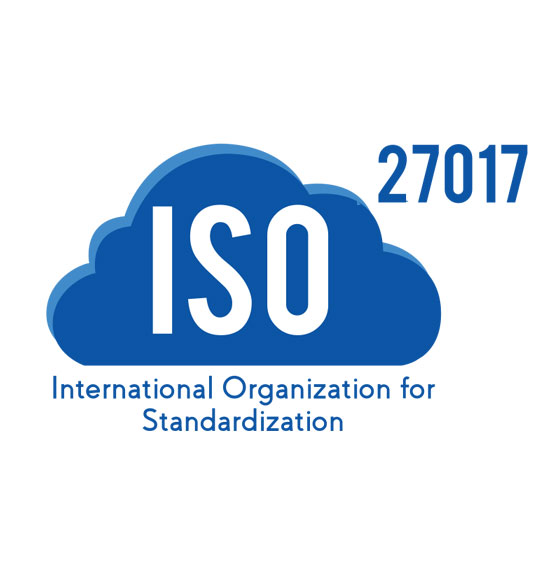 27017
ISO
International Organization for
Standardization